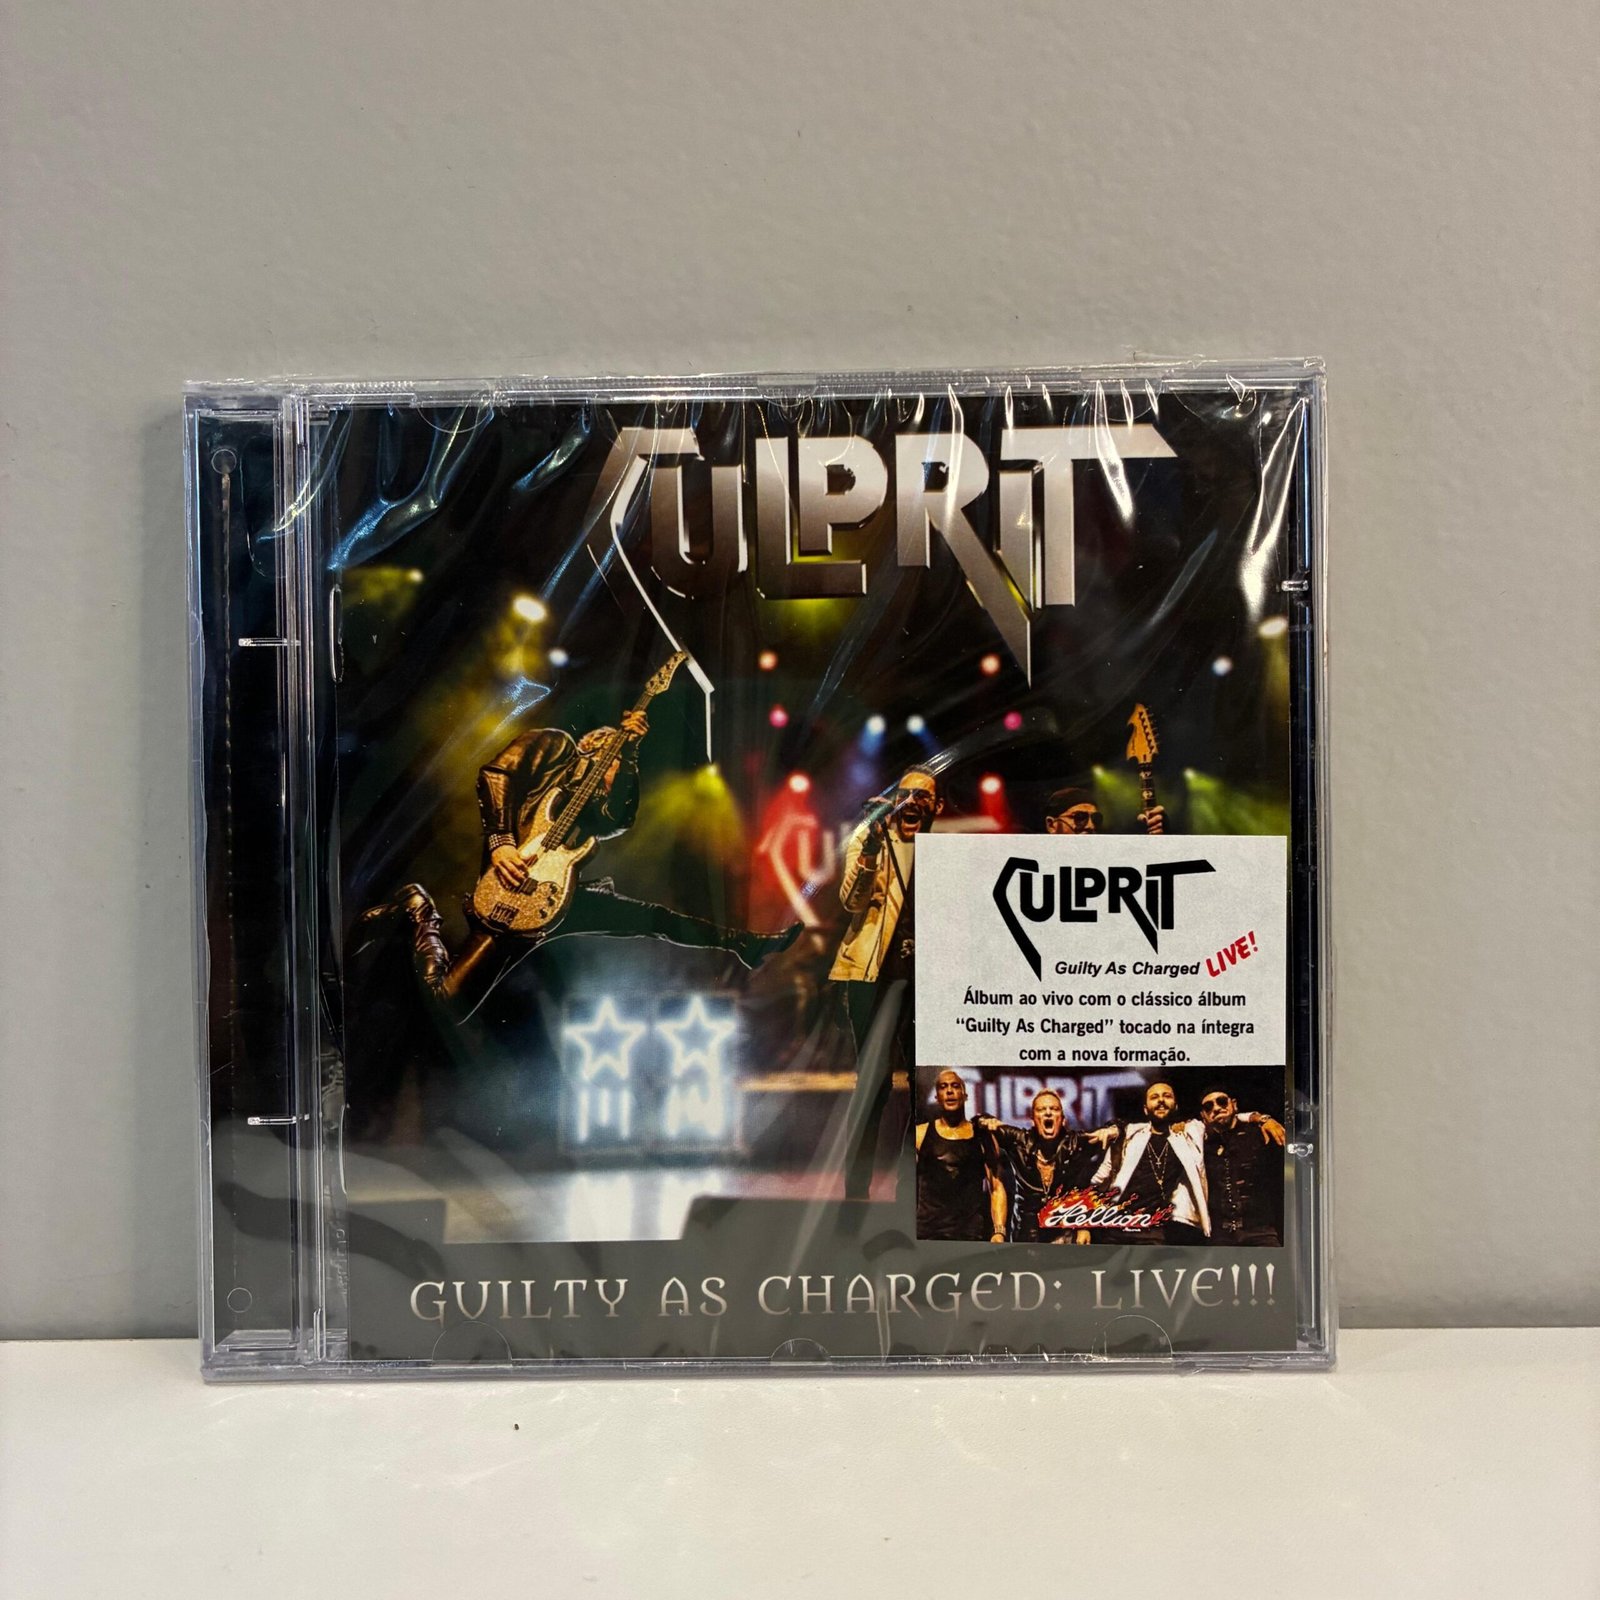 CULPRIT
CULPRIT
Guilty As Charged LIVE!
Álbum ao vivo com o clássico álbum
“Guilty As Charged” tocado na íntegra
com a nova formação.
CULPRIT
Hellion
GUILTY AS CHARGED: LIVE!!!